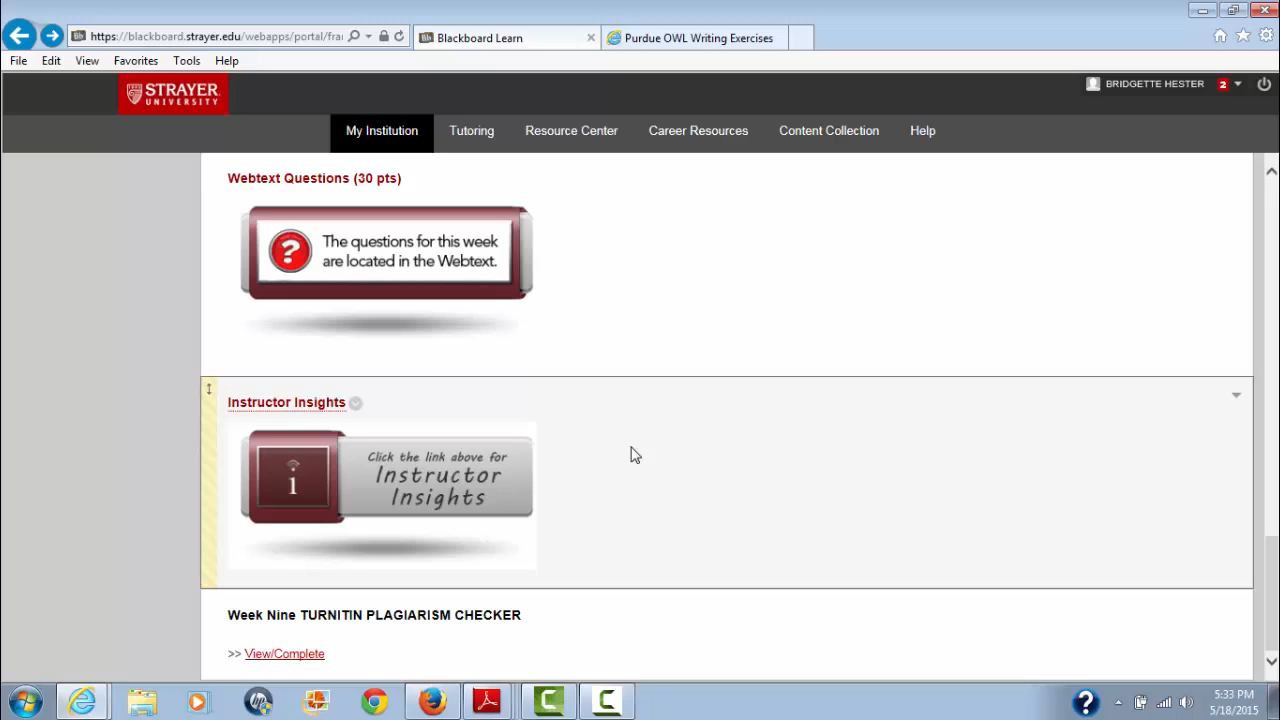 https://blackboard.strayer.edu/webapps/portal/fra
Blackboard Learn
Purdue OWL Writing Exercises
File Edit View Favorites Tools Help
STRAYER
UNIVERSITY
BRIDGETTE HESTER 2
My Institution Tutoring Resource Center Career Resources Content Collection Help
Webtext Questions (30 pts)
?
The questions for this week
are located in the Webtext.
Instructor Insights
i
Click the link above for
Instructor
Insights
Week Nine TURNITIN PLAGIARISM CHECKER
>> View/Complete
5:33 PM
5/18/2015